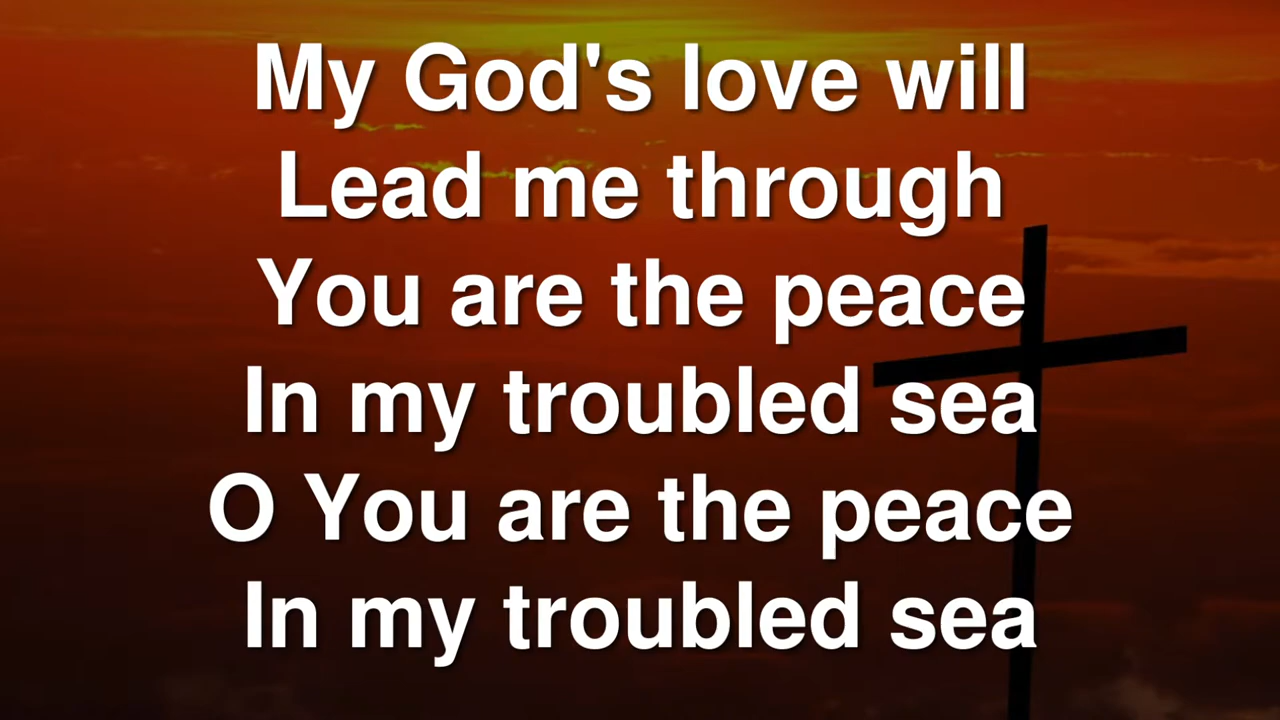 My God's love will
Lead me through
You are the peace
In my troubled sea
O You are the peace
In my troubled sea